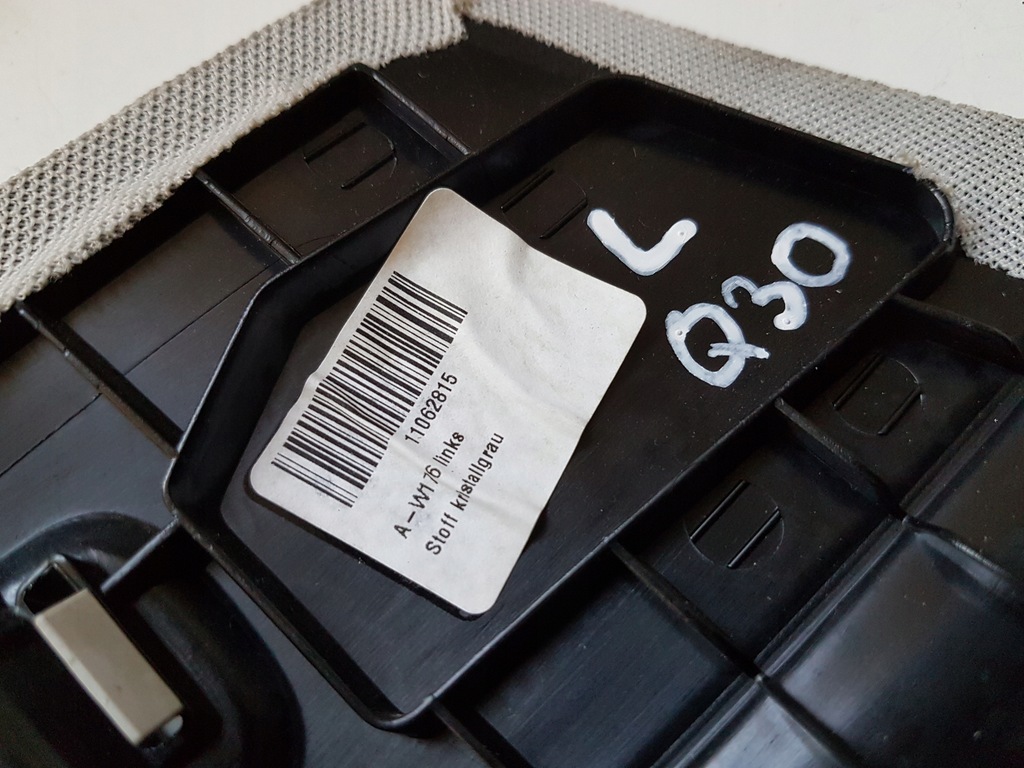 L
Q30
11062815
A-W176 links
Stoff kristallgrau